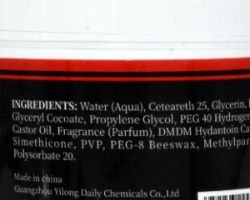 INGREDIENTS: Water (Aqua), Ceteareth 25, Glycerin,
Glyceryl Cocoate, Propylene Glycol, PEG 40 Hydrogen
Castor Oil, Fragrance (Parfum), DMDM Hydantoin
Simethicone, PVP, PEG-8 Beeswax, Methylpar
Polysorbate 20.
Made in china
Guangzhou Yilong Daily Chemicals Co.,Ltd